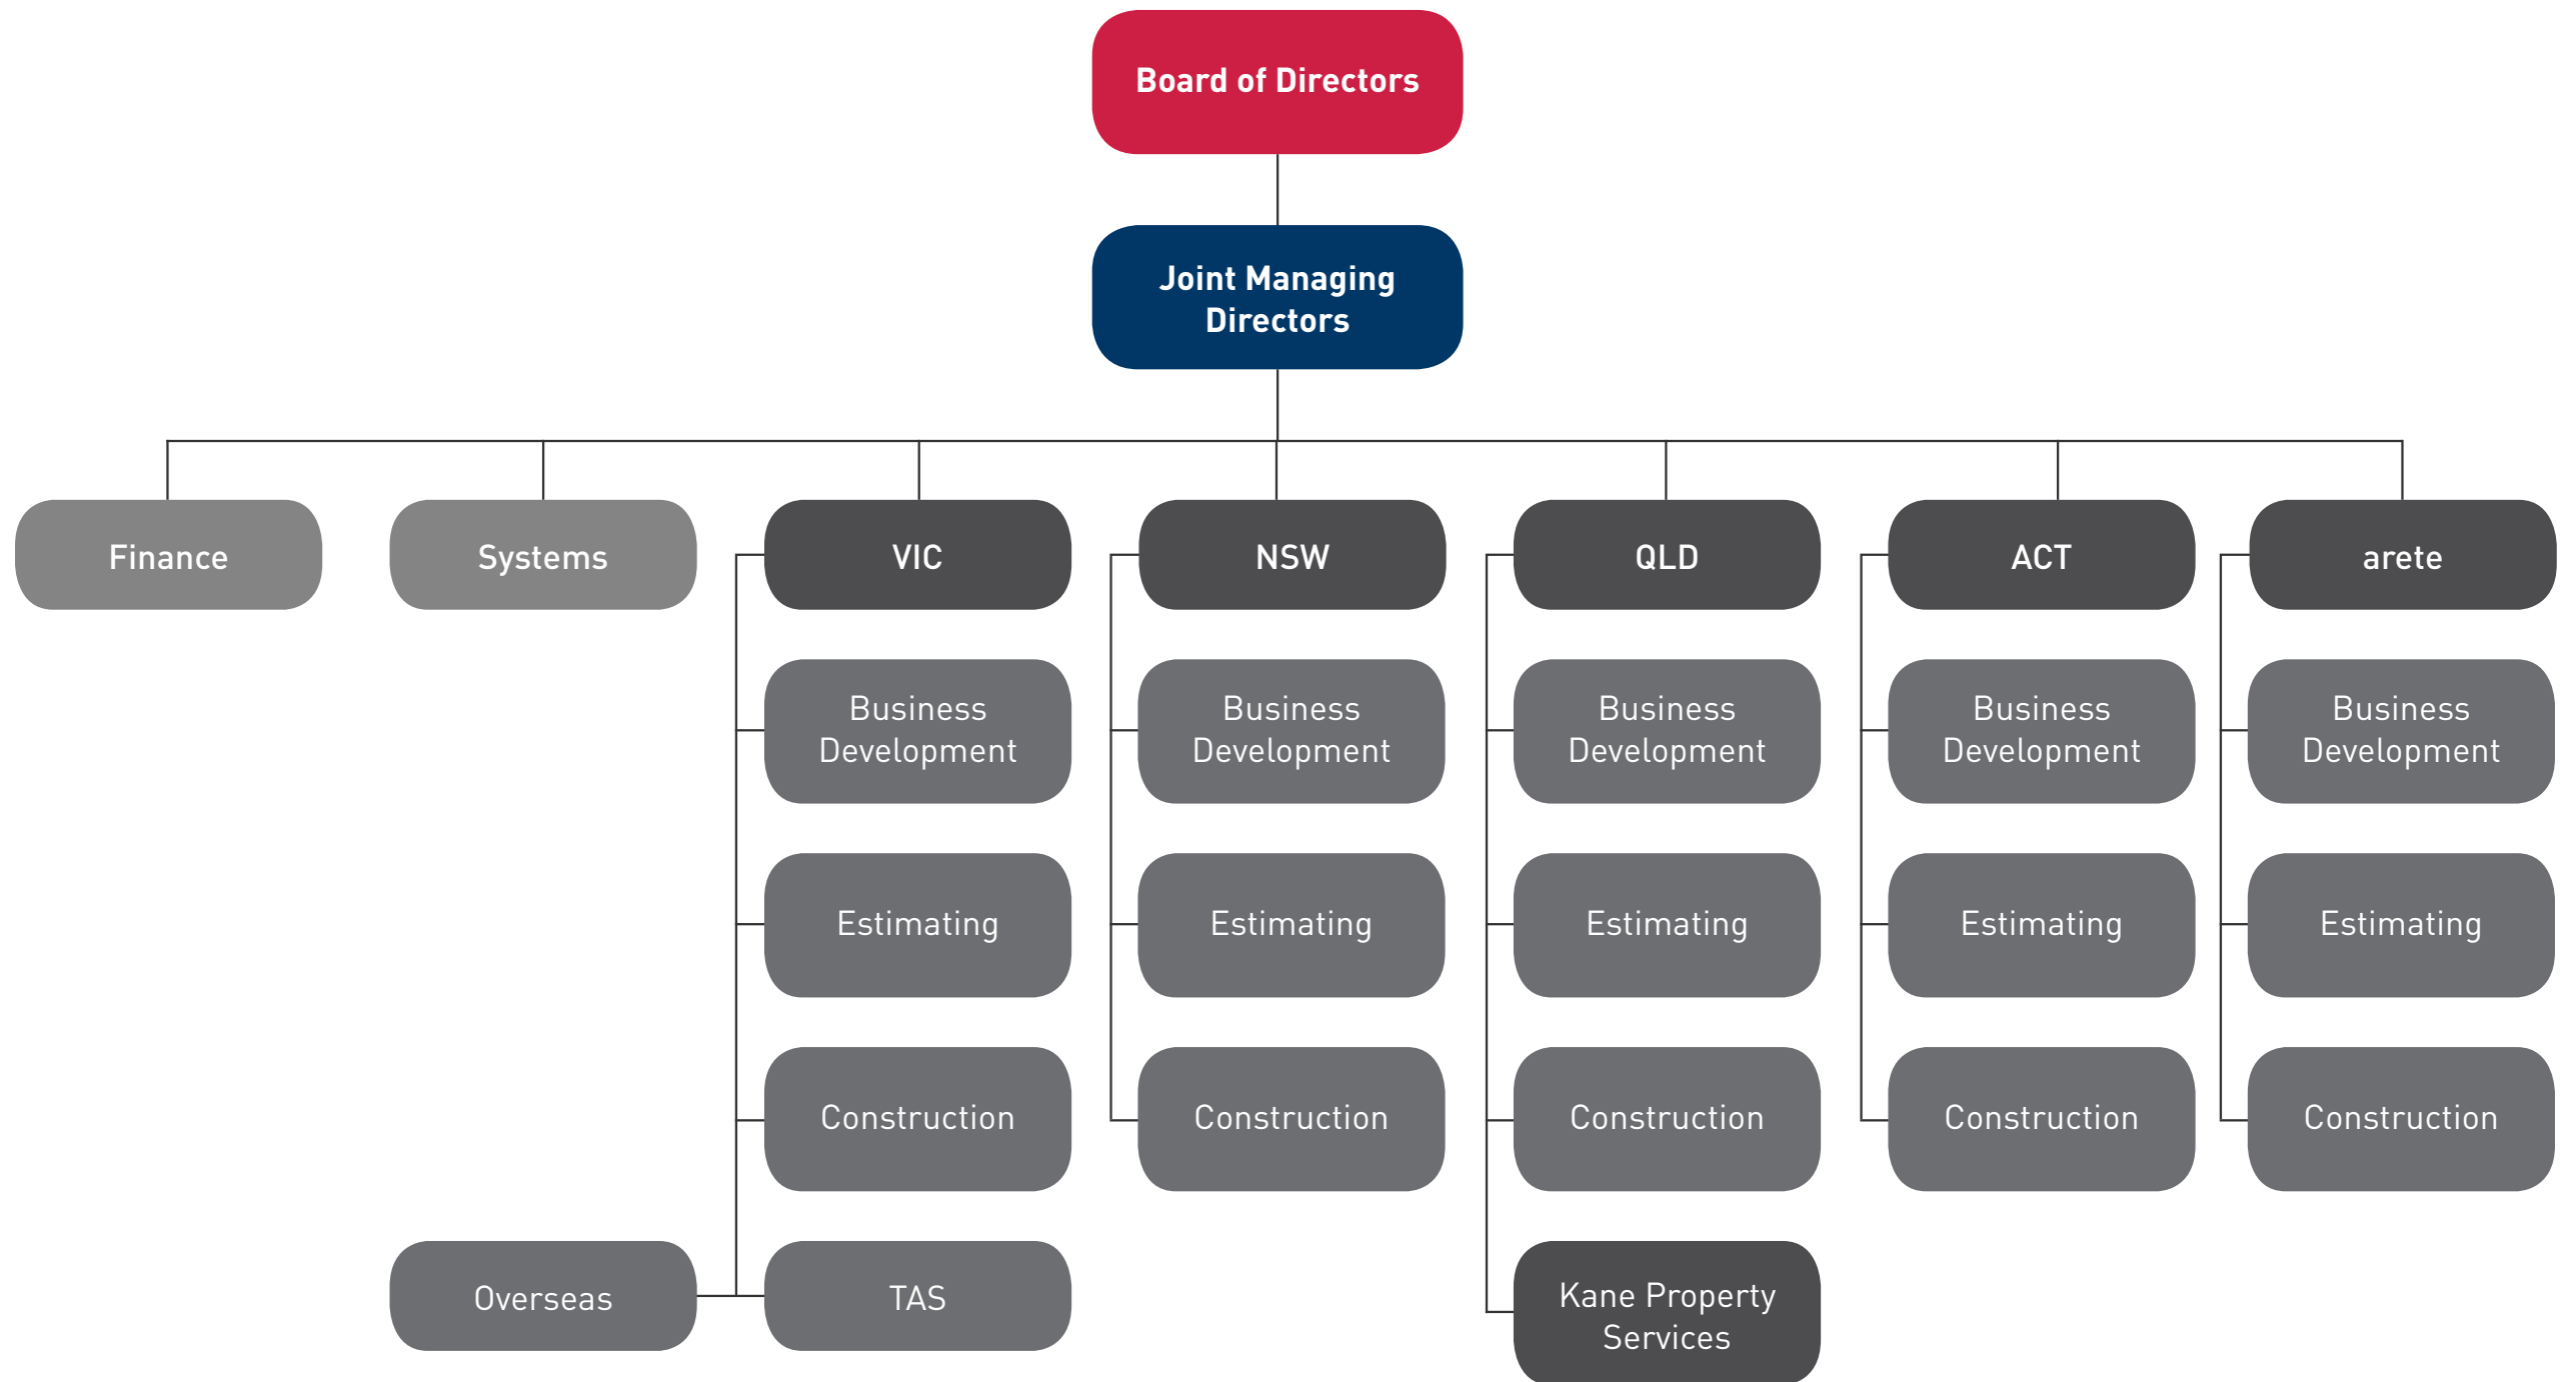 Board of Directors
Joint Managing
Directors
Finance
Systems
VIC
NSW
QLD
ACT
arete
Business
Development
Business
Development
Business
Development
Business
Development
Business
Development
Estimating
Estimating
Estimating
Estimating
Estimating
Construction
Construction
Construction
Construction
Construction
Overseas
TAS
Kane Property
Services